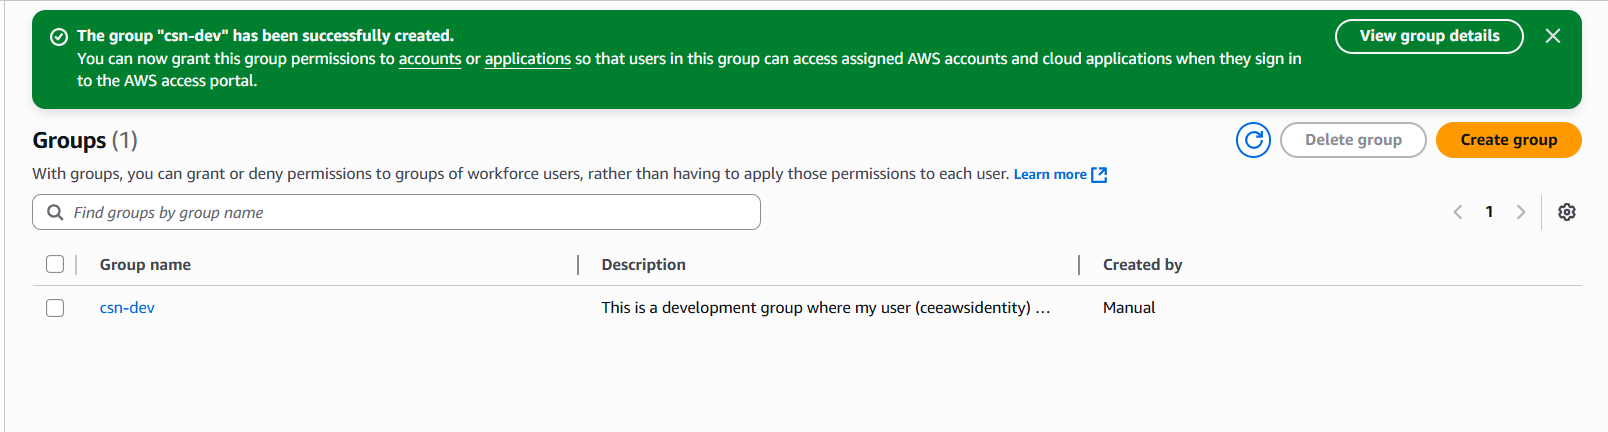 The group "csn-dev" has been successfully created.
You can now grant this group permissions to accounts or applications so that users in this group can access assigned AWS accounts and cloud applications when they sign in
to the AWS access portal.
View group details
Groups (1)
Delete group
Create group
With groups, you can grant or deny permissions to groups of workforce users, rather than having to apply those permissions to each user. Learn more
Find groups by group name
1
Group name
Description
Created by
csn-dev
This is a development group where my user (ceeawsidentity) ...
Manual